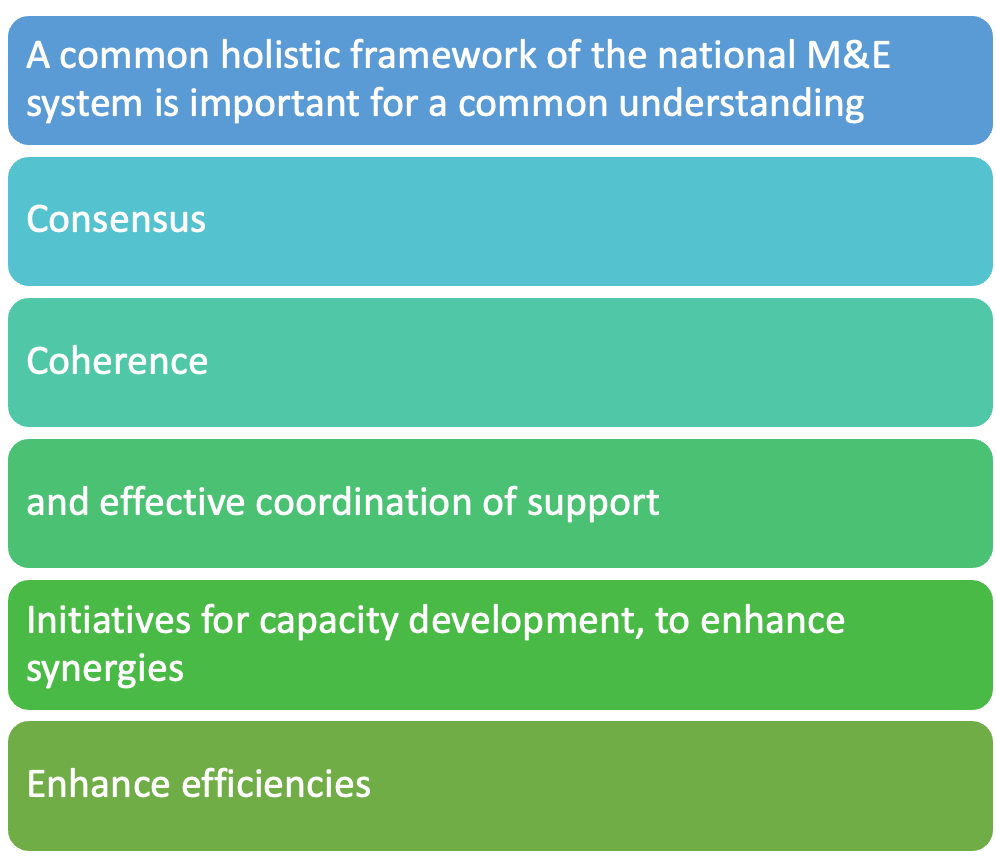 A common holistic framework of the national M&E
system is important for a common understanding
Consensus
Coherence
and effective coordination of support
Initiatives for capacity development, to enhance
synergies
Enhance efficiencies